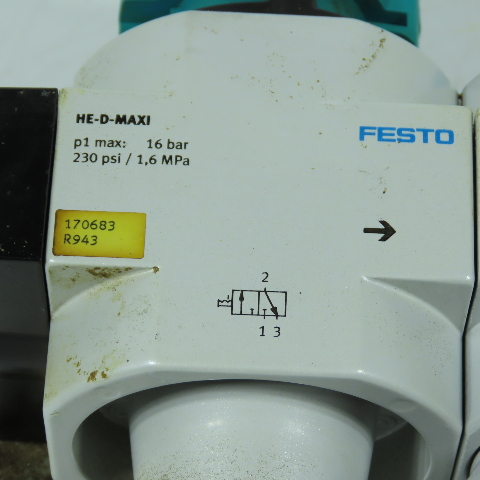 HE-D-MAXI
p1 max: 16 bar
230 psi / 1,6 MPa
FESTO
170683
R943
2
1 3